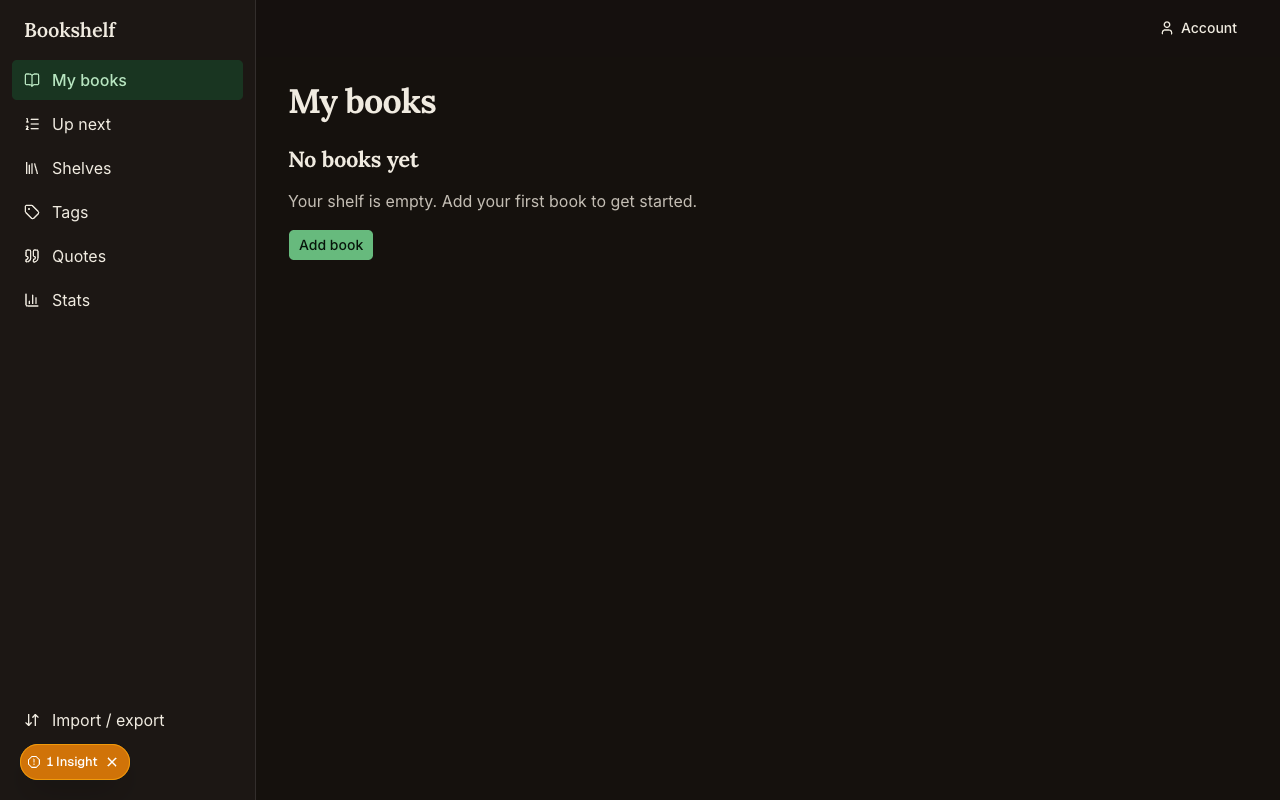 Bookshelf
Account
My books
Up next
Shelves
Tags
Quotes
Stats
My books
No books yet
Your shelf is empty. Add your first book to get started.
Add book
Import / export
1 Insight